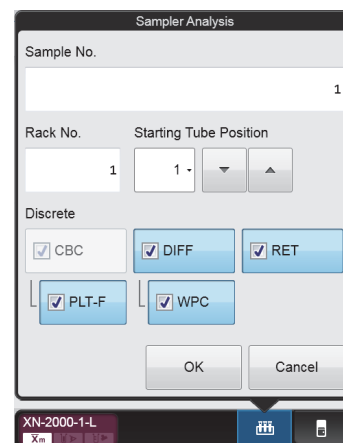 Sampler Analysis
Sample No.
1
Rack No. Starting Tube Position
1 1
Discrete
CBC DIFF RET
PLT-F WPC
OK Cancel
XN-2000-1-L
Xm